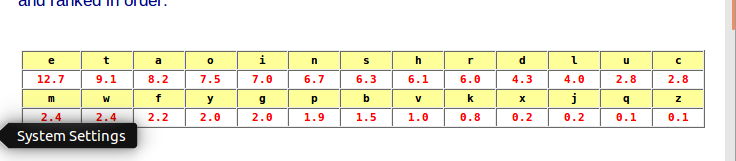 and ranked in order:
e t a o i n s h r d l u c
12.7 9.1 8.2 7.5 7.0 6.7 6.3 6.1 6.0 4.3 4.0 2.8 2.8
m w f y g p b v k x j q z
2.4 2.4 2.2 2.0 2.0 1.9 1.5 1.0 0.8 0.2 0.2 0.1 0.1
System Settings